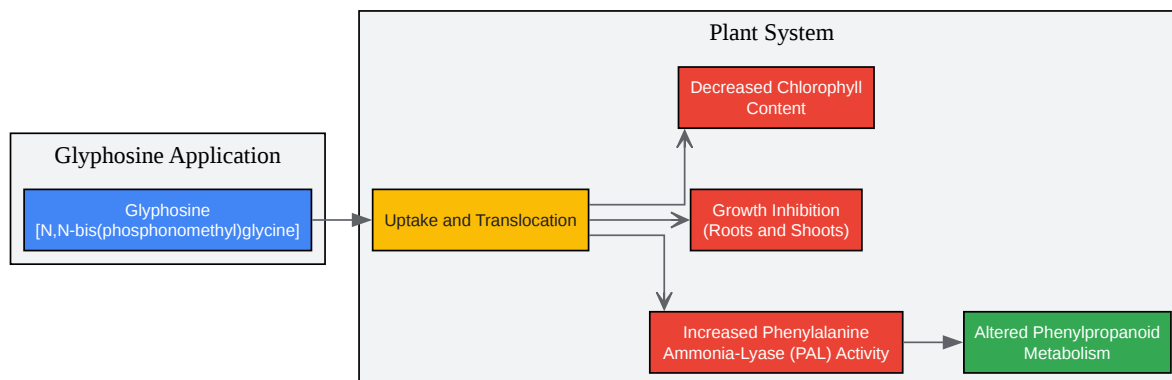 Plant System
Decreased Chlorophyll
Content
Glyphosine Application
Glyphosine
[N,N-bis(phosphonomethyl)glycine]
Uptake and Translocation
Growth Inhibition
(Roots and Shoots)
Increased Phenylalanine
Ammonia-Lyase (PAL) Activity
Altered Phenylpropanoid
Metabolism